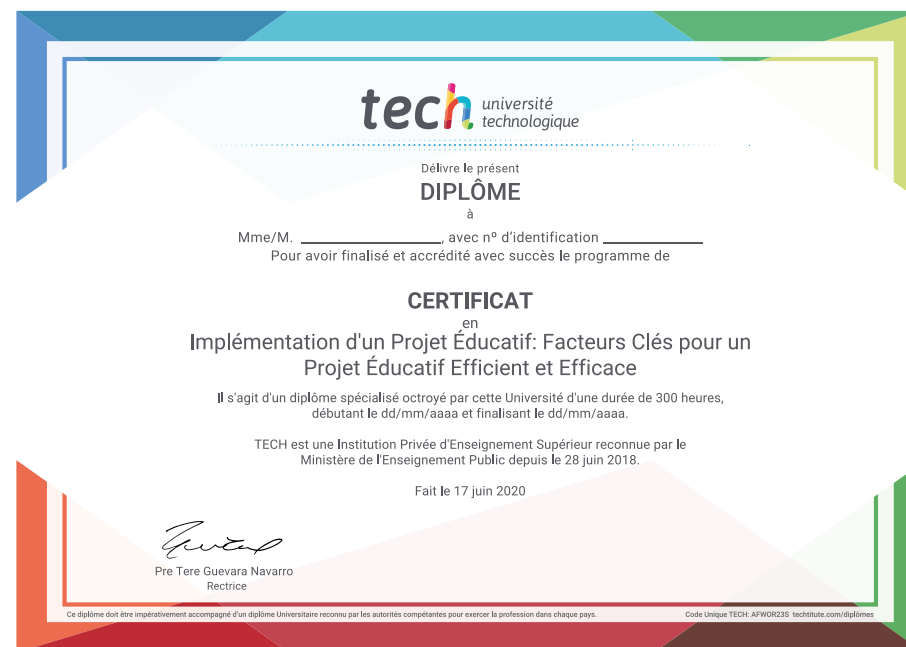 tech université
technologique
Délivre le présent
DIPLÔME
à
Mme/M. ____________________, avec nº d'identification ______________
Pour avoir finalisé et accrédité avec succès le programme de
CERTIFICAT
en
Implémentation d'un Projet Éducatif: Facteurs Clés pour un
Projet Éducatif Efficient et Efficace
Il s'agit d'un diplôme spécialisé octroyé par cette Université d'une durée de 300 heures,
débutant le dd/mm/aaaa et finalisant le dd/mm/aaaa.
TECH est une Institution Privée d'Enseignement Supérieur reconnue par le
Ministère de l'Enseignement Public depuis le 28 juin 2018.
Fait le 17 juin 2020
Pre Tere Guevara Navarro
Rectrice
Ce diplôme doit être impérativement accompagné d'un diplôme Universitaire reconnu par les autorités compétantes pour exercer la profession dans chaque pays.
Code Unique TECH: AFWOR23S techtitute.com/diplômes